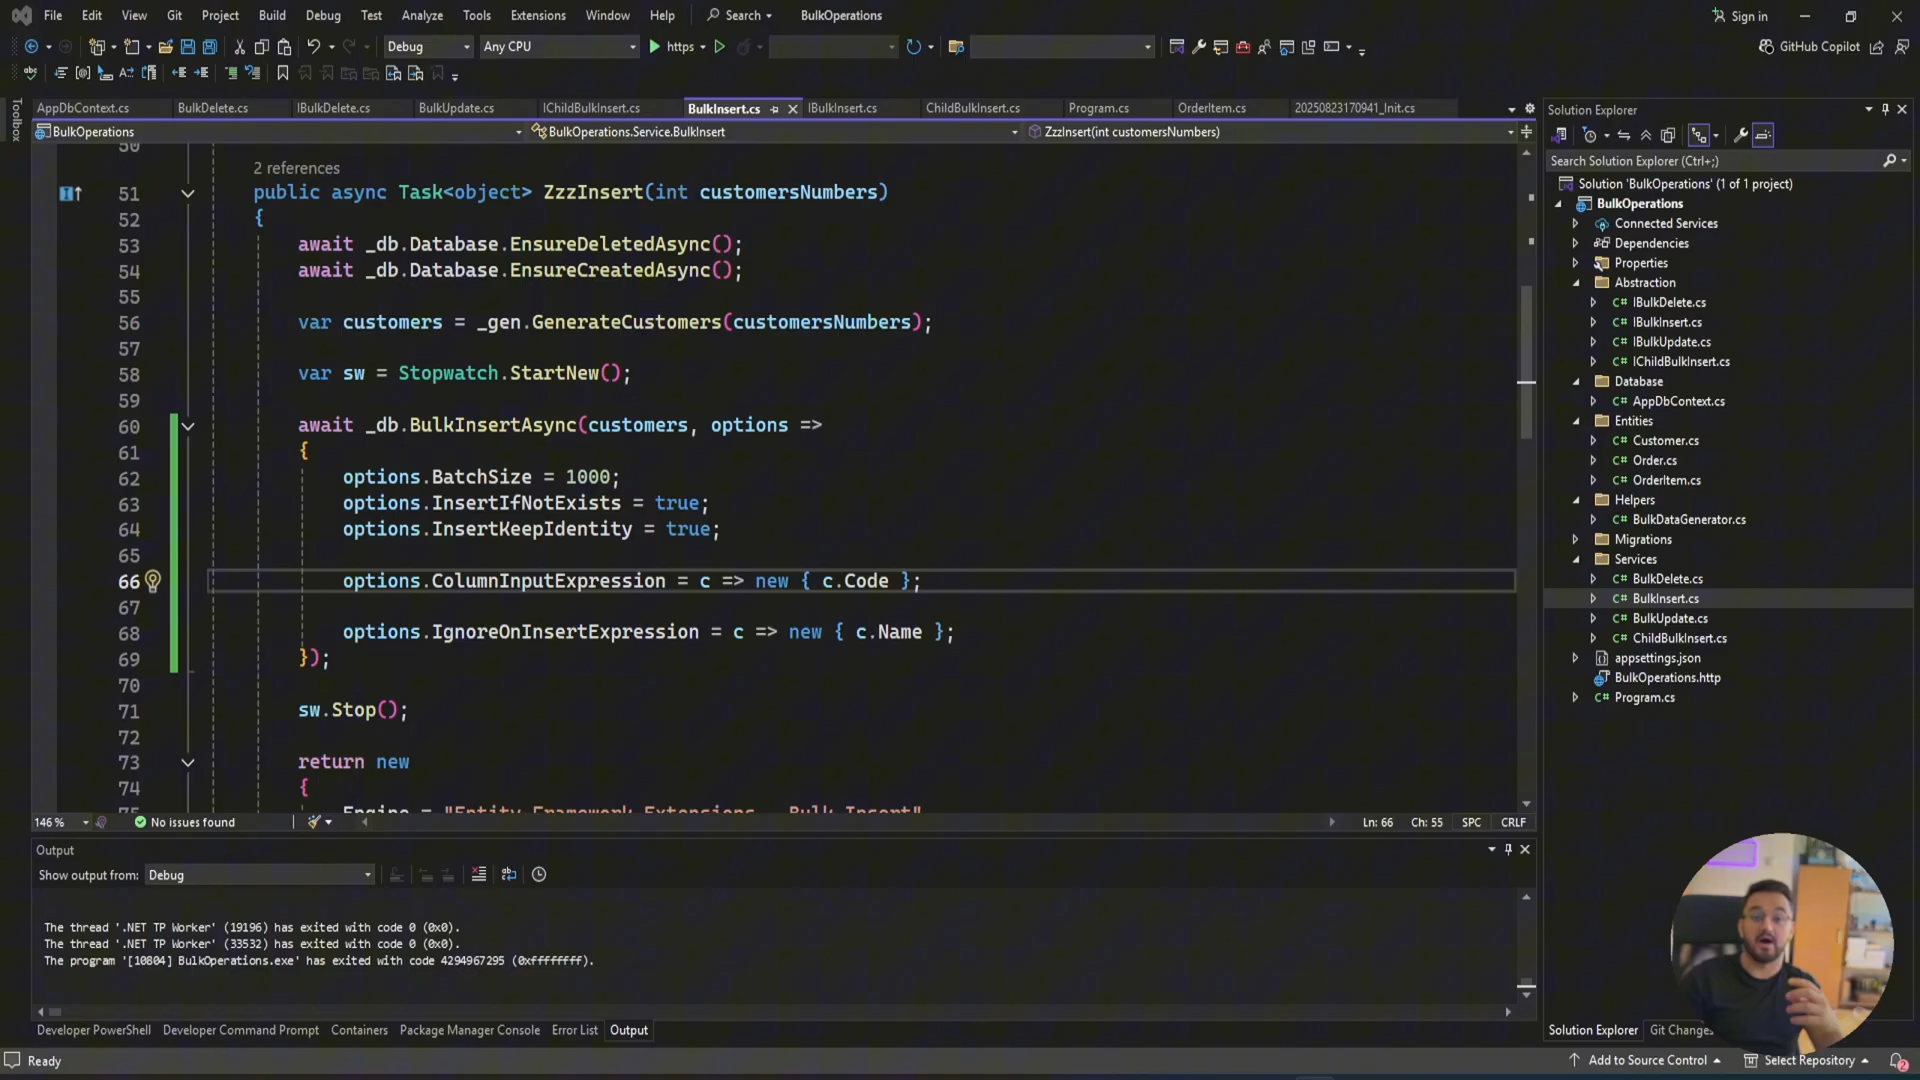 File Edit View Git Project Build Debug Test Analyze Tools Extensions Window Help Search BulkOperations Sign in
Debug Any CPU https GitHub Copilot
AppDbContext.cs BulkDelete.cs IBulkDelete.cs BulkUpdate.cs IChildBulkInsert.cs BulkInsert.cs IBulkInsert.cs ChildBulkInsert.cs Program.cs OrderItem.cs 20250823170941_Init.cs
BulkOperations BulkOperations.Service.BulkInsert ZzzInsert(int customersNumbers)
Toolbox
50
2 references
51 public async Task<object> ZzzInsert(int customersNumbers)
52 {
53 await _db.Database.EnsureDeletedAsync();
54 await _db.Database.EnsureCreatedAsync();
55
56 var customers = _gen.GenerateCustomers(customersNumbers);
57
58 var sw = Stopwatch.StartNew();
59
60 await _db.BulkInsertAsync(customers, options =>
61 {
62 options.BatchSize = 1000;
63 options.InsertIfNotExists = true;
64 options.InsertKeepIdentity = true;
65
66 options.ColumnInputExpression = c => new { c.Code };
67
68 options.IgnoreOnInsertExpression = c => new { c.Name };
69 });
70
71 sw.Stop();
72
73 return new
74 {
75 Engine = "Entity Framework Extensions - Bulk Insert"
146 % No issues found Ln: 66 Ch: 55 SPC CRLF
Output
Show output from: Debug
The thread '.NET TP Worker' (19196) has exited with code 0 (0x0).
The thread '.NET TP Worker' (33532) has exited with code 0 (0x0).
The program '[10804] BulkOperations.exe' has exited with code 4294967295 (0xffffffff).
Developer PowerShell Developer Command Prompt Containers Package Manager Console Error List Output
Solution Explorer
Search Solution Explorer (Ctrl+;)
Solution 'BulkOperations' (1 of 1 project)
BulkOperations
Connected Services
Dependencies
Properties
Abstraction
C# IBulkDelete.cs
C# IBulkInsert.cs
C# IBulkUpdate.cs
C# IChildBulkInsert.cs
Database
C# AppDbContext.cs
Entities
C# Customer.cs
C# Order.cs
C# OrderItem.cs
Helpers
C# BulkDataGenerator.cs
Migrations
Services
C# BulkDelete.cs
C# BulkInsert.cs
C# BulkUpdate.cs
C# ChildBulkInsert.cs
appsettings.json
BulkOperations.http
C# Program.cs
Solution Explorer Git Changes
Ready Add to Source Control Select Repository 2